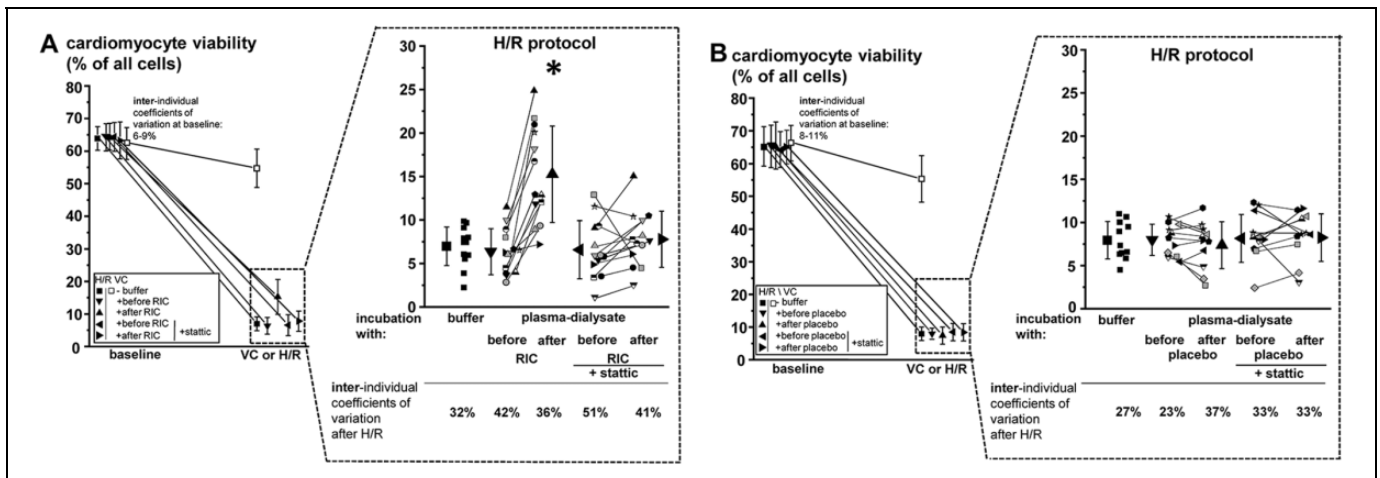 A cardiomyocyte viability
(% of all cells)
80
70
60
50
40
30
20
10
0
inter-individual
coefficients
of variation
at baseline:
6-9%
H/R VC
- buffer
+before RIC
+after RIC
+before RIC
+after RIC
+stattic
baseline
VC or H/R
H/R protocol
30
25
20
15
10
5
0
*
incubation
with:
buffer
plasma-dialysate
before after
RIC
before after
RIC
+ stattic
inter-individual
coefficients of
variation
after H/R
32% 42% 36% 51% 41%
B cardiomyocyte viability
(% of all cells)
80
70
60
50
40
30
20
10
0
inter-individual
coefficients
of variation
at baseline:
8-11%
H/R \ VC
- buffer
+before placebo
+after placebo
+before placebo
+after placebo
+stattic
baseline
VC or H/R
H/R protocol
30
25
20
15
10
5
0
incubation
with:
buffer
plasma-dialysate
before after
placebo
before after
placebo
+ stattic
inter-individual
coefficients of
variation
after H/R
27% 23% 37% 33% 33%